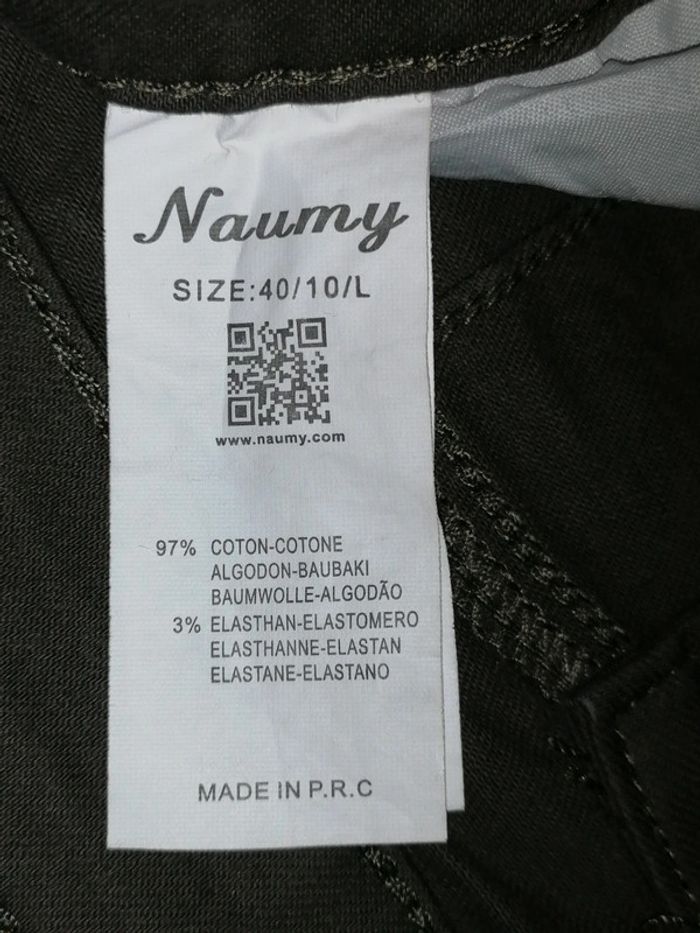 Naumy
SIZE:40/10/L
www.naumy.com
97% COTON-COTONE
ALGODON-BAUBAKI
BAUMWOLLE-ALGODÃO
3% ELASTHAN-ELASTOMERO
ELASTHANNE-ELASTAN
ELASTANE-ELASTANO
MADE IN P.R.C